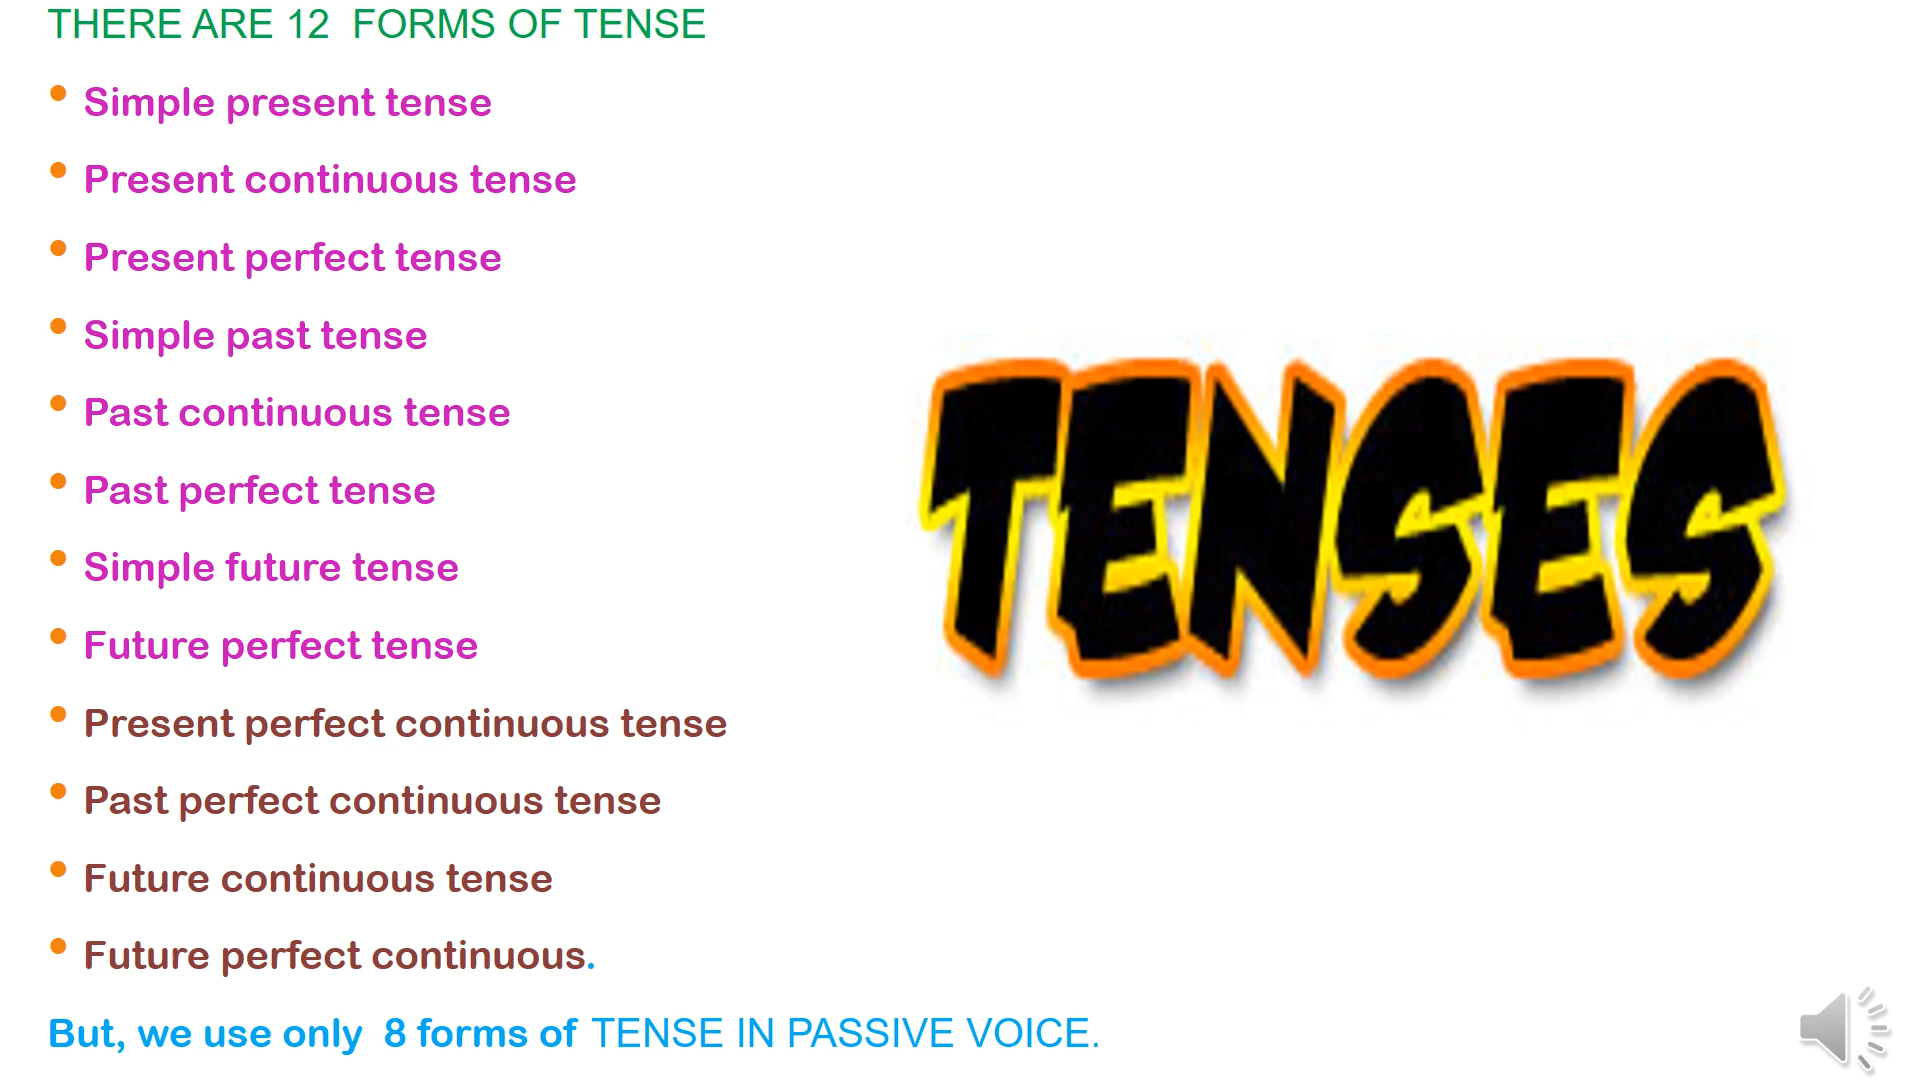 THERE ARE 12 FORMS OF TENSE
• Simple present tense
• Present continuous tense
• Present perfect tense
• Simple past tense
• Past continuous tense
• Past perfect tense
• Simple future tense
• Future perfect tense
• Present perfect continuous tense
• Past perfect continuous tense
• Future continuous tense
• Future perfect continuous.
But, we use only 8 forms of TENSE IN PASSIVE VOICE.
TENSES